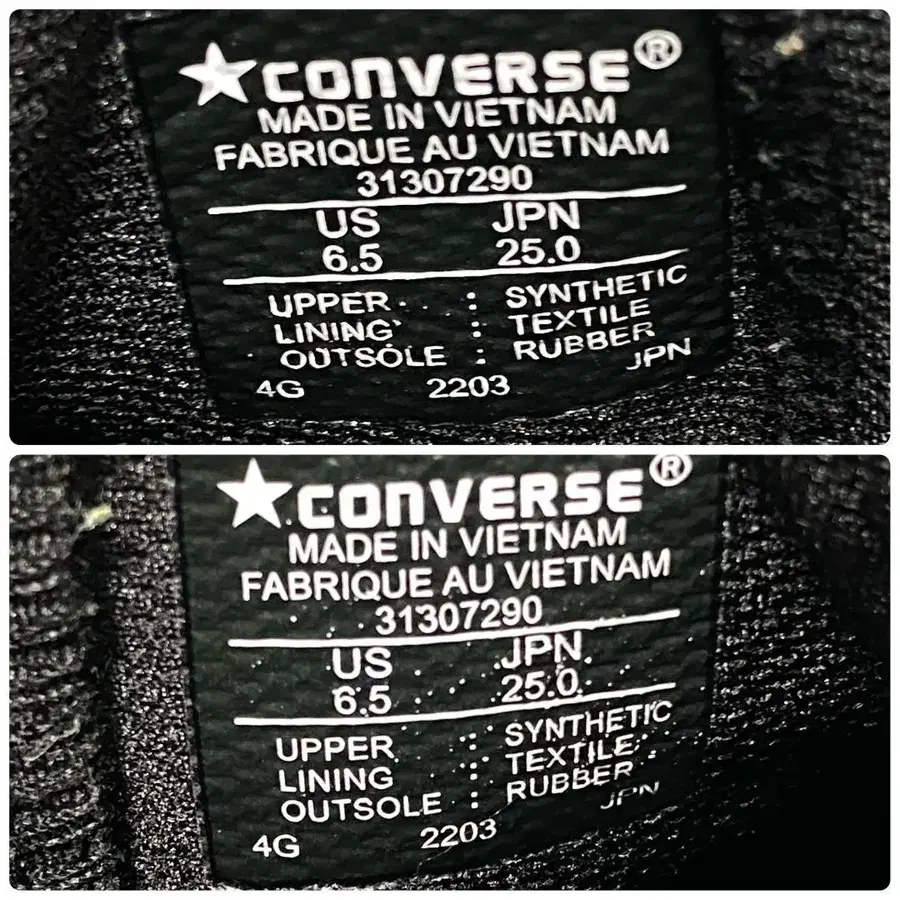 ★CONVERSE®
MADE IN VIETNAM
FABRIQUE AU VIETNAM
31307290
US JPN
6.5 25.0
UPPER : SYNTHETIC
LINING : TEXTILE
OUTSOLE : RUBBER
JPN
4G 2203
★CONVERSE®
MADE IN VIETNAM
FABRIQUE AU VIETNAM
31307290
US JPN
6.5 25.0
UPPER : SYNTHETIC
LINING : TEXTILE
OUTSOLE : RUBBER
JPN
4G 2203